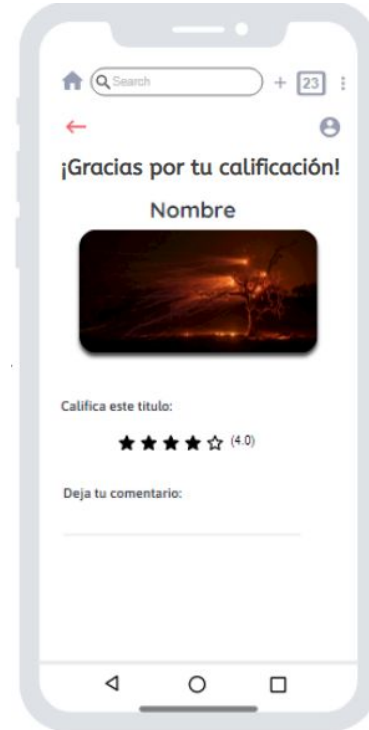 Search
23
¡Gracias por tu calificación!
Nombre
Califica este titulo:
(4.0)
Deja tu comentario: